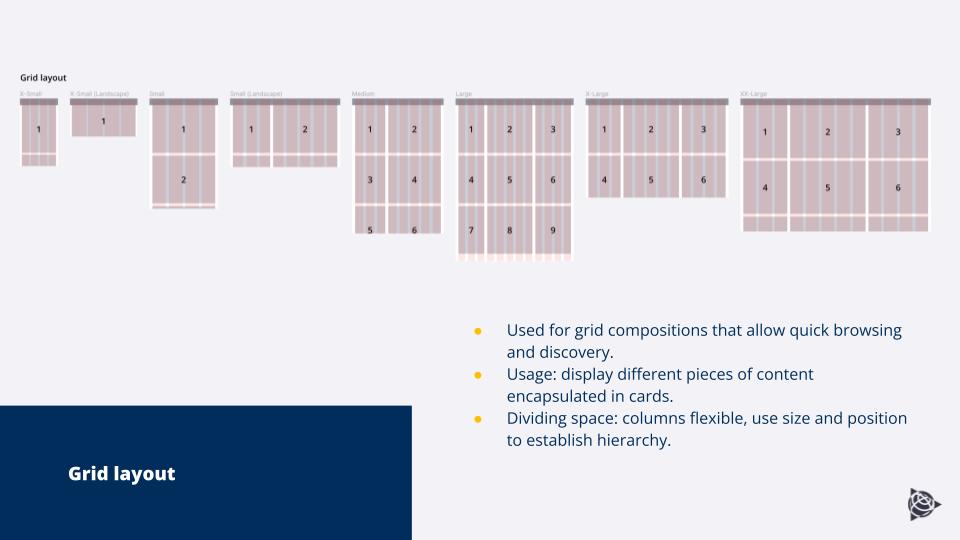 Grid layout
X-Small
X-Small (Landscape)
Small
Small (Landscape)
Medium
Large
X-Large
XX-Large
1
1
1
2
1 2
1 2
3 4
5 6
1 2 3
4 5 6
7 8 9
1 2 3
4 5 6
1 2 3
4 5 6
● Used for grid compositions that allow quick browsing
and discovery.
● Usage: display different pieces of content
encapsulated in cards.
● Dividing space: columns flexible, use size and position
to establish hierarchy.
Grid layout